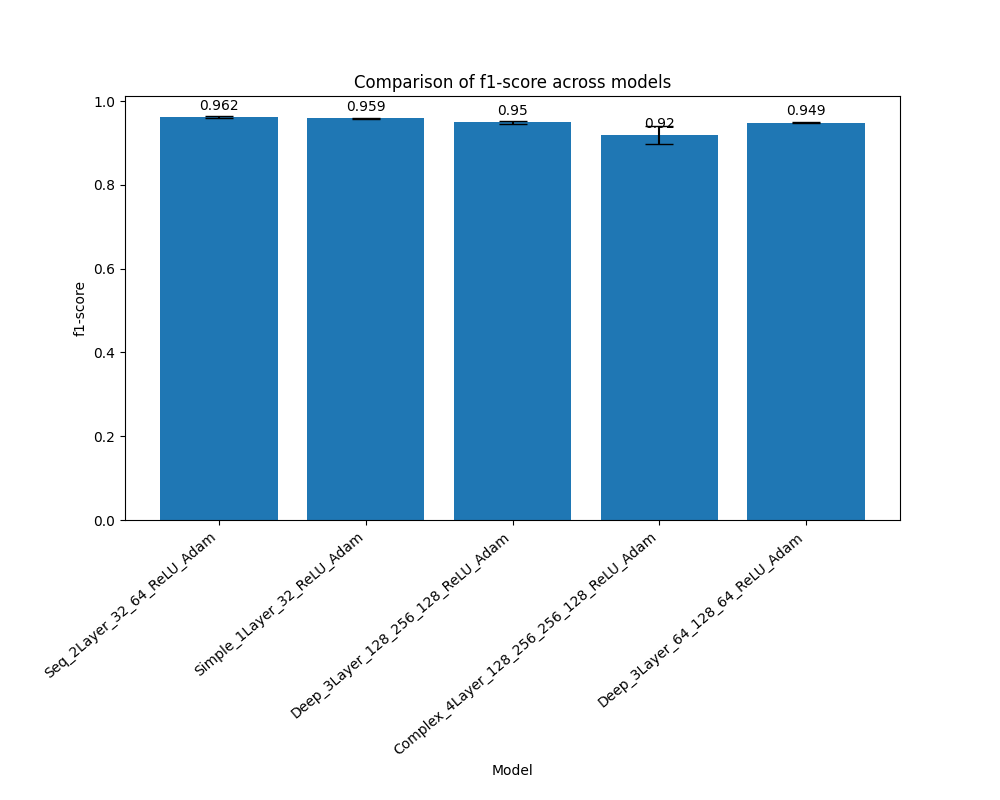 Comparison of f1-score across models
f1-score
1.0
0.8
0.6
0.4
0.2
0.0
0.962
0.959
0.95
0.92
0.949
Seq_2Layer_32_64_ReLU_Adam
Simple_1Layer_32_ReLU_Adam
Deep_3Layer_128_256_128_ReLU_Adam
Complex_4Layer_128_256_256_128_ReLU_Adam
Deep_3Layer_64_128_64_ReLU_Adam
Model